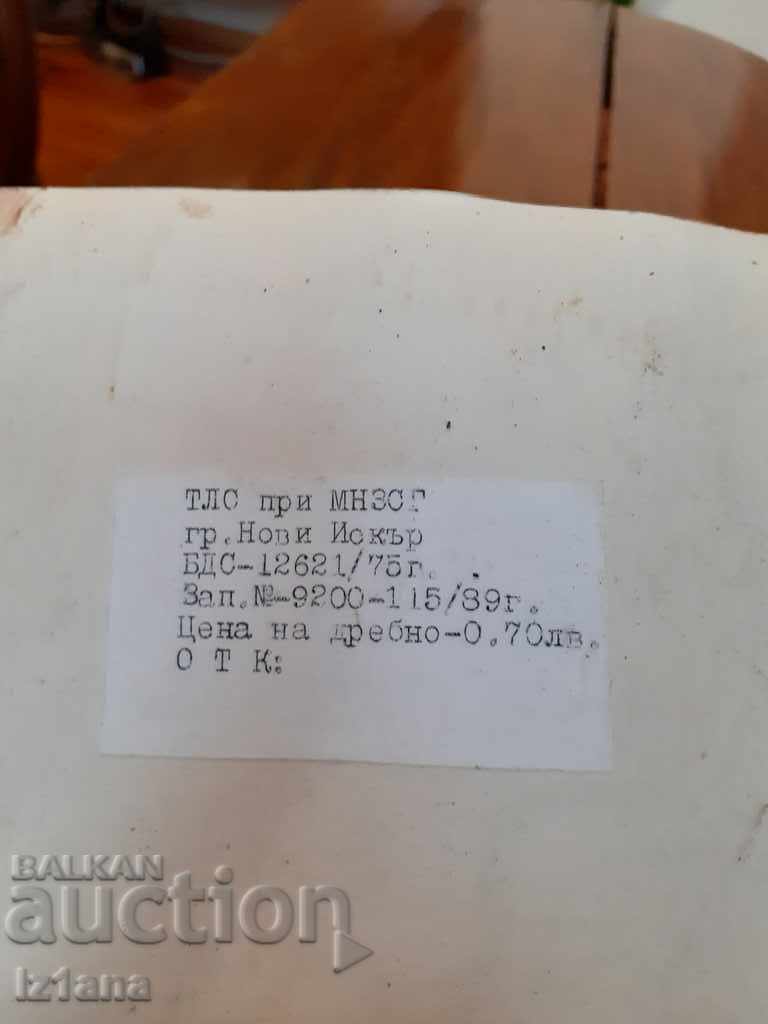 ТЛС при МНЗСГ
гр.Нови Искър
БДС-12621/75г.
Зап.№-9200-115/89г.
Цена на дребно-0.70лв.
О Т К:
BALKAN
auction
iz1ana